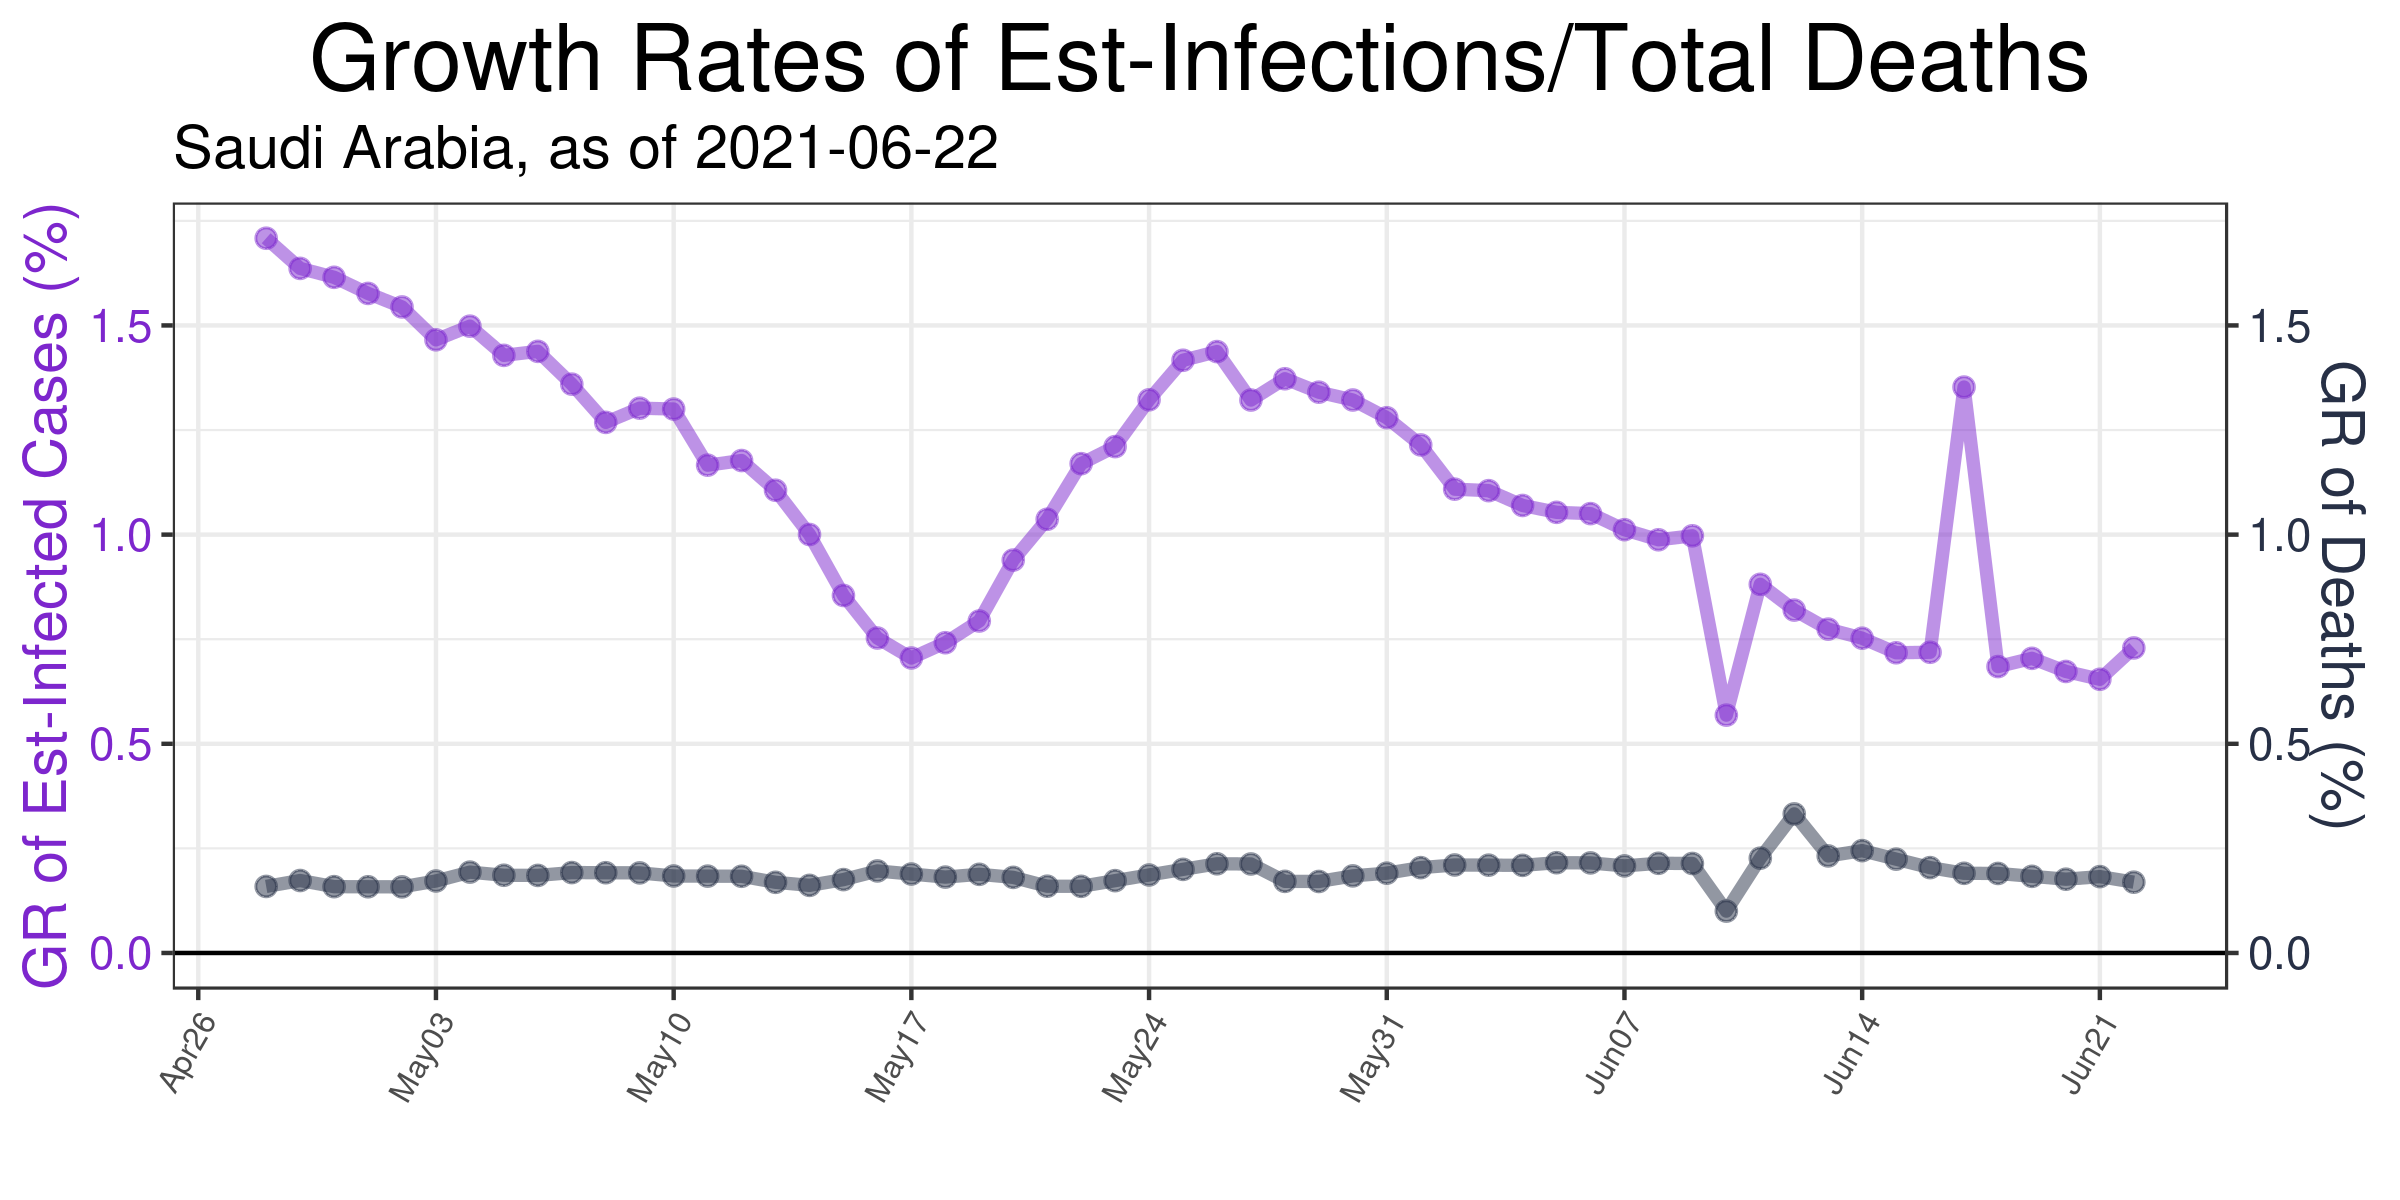 Growth Rates of Est-Infections/Total Deaths
Saudi Arabia, as of 2021-06-22
GR of Est-Infected Cases (%)
1.5
1.0
0.5
0.0
1.5
1.0
0.5
0.0
GR of Deaths (%)
Apr26
May03
May10
May17
May24
May31
Jun07
Jun14
Jun21